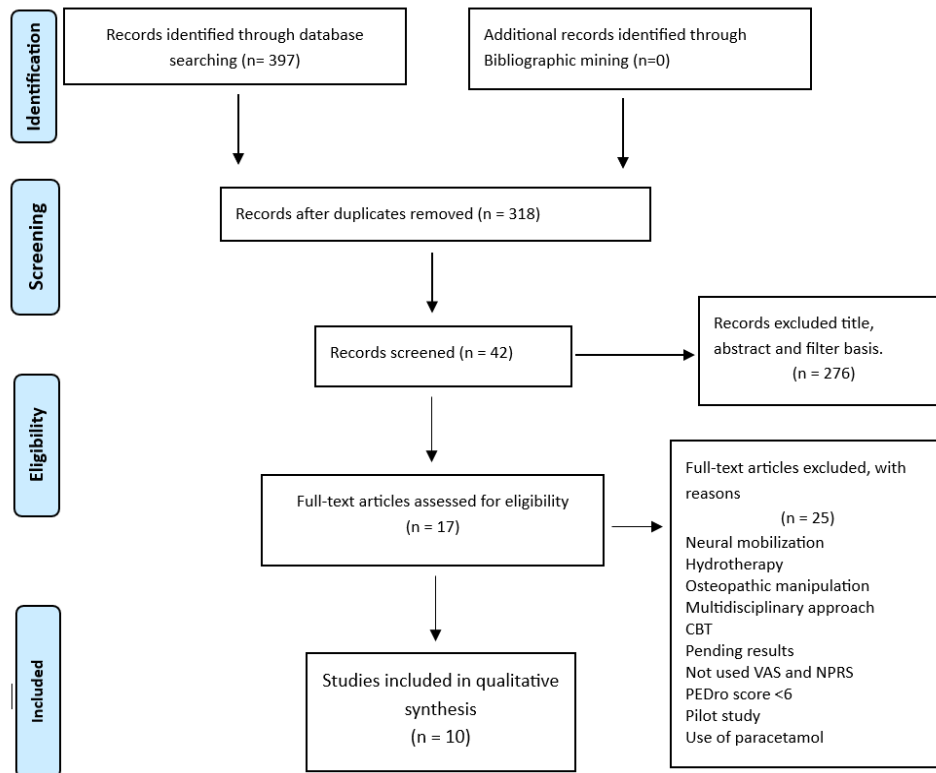 Identification
Records identified through database
searching (n= 397)
Additional records identified through
Bibliographic mining (n=0)
Screening
Records after duplicates removed (n = 318)
Records screened (n = 42)
Records excluded title,
abstract and filter basis.
(n = 276)
Eligibility
Full-text articles assessed for eligibility
(n = 17)
Full-text articles excluded, with
reasons
(n = 25)
Neural mobilization
Hydrotherapy
Osteopathic manipulation
Multidisciplinary approach
CBT
Pending results
Not used VAS and NPRS
PEDro score <6
Pilot study
Use of paracetamol
Included
Studies included in qualitative
synthesis
(n = 10)